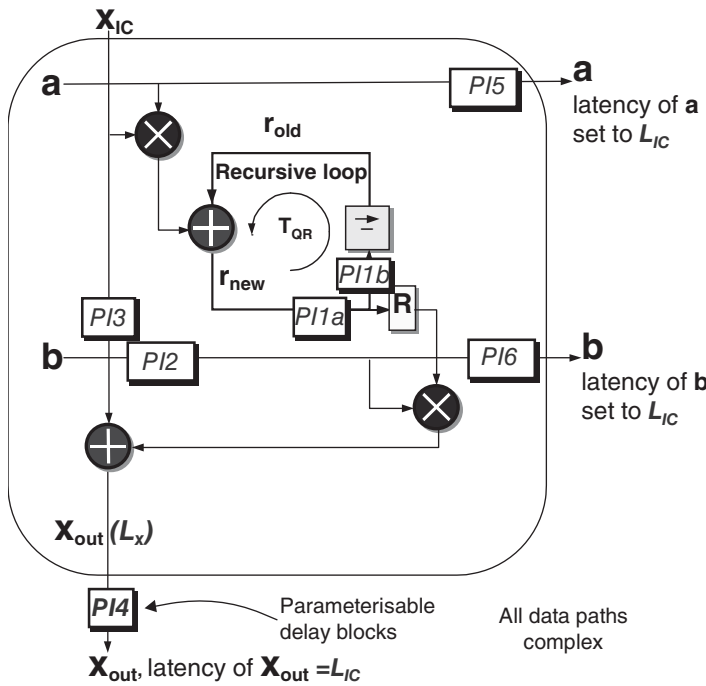 x_IC
a
PI5
a
latency of a
set to L_IC
r_old
Recursive loop
T_QR
PI1b
r_new
PI1a
R
PI3
b
PI2
PI6
b
latency of b
set to L_IC
x_out (L_x)
PI4
Parameterisable
delay blocks
All data paths
complex
x_out, latency of x_out = L_IC